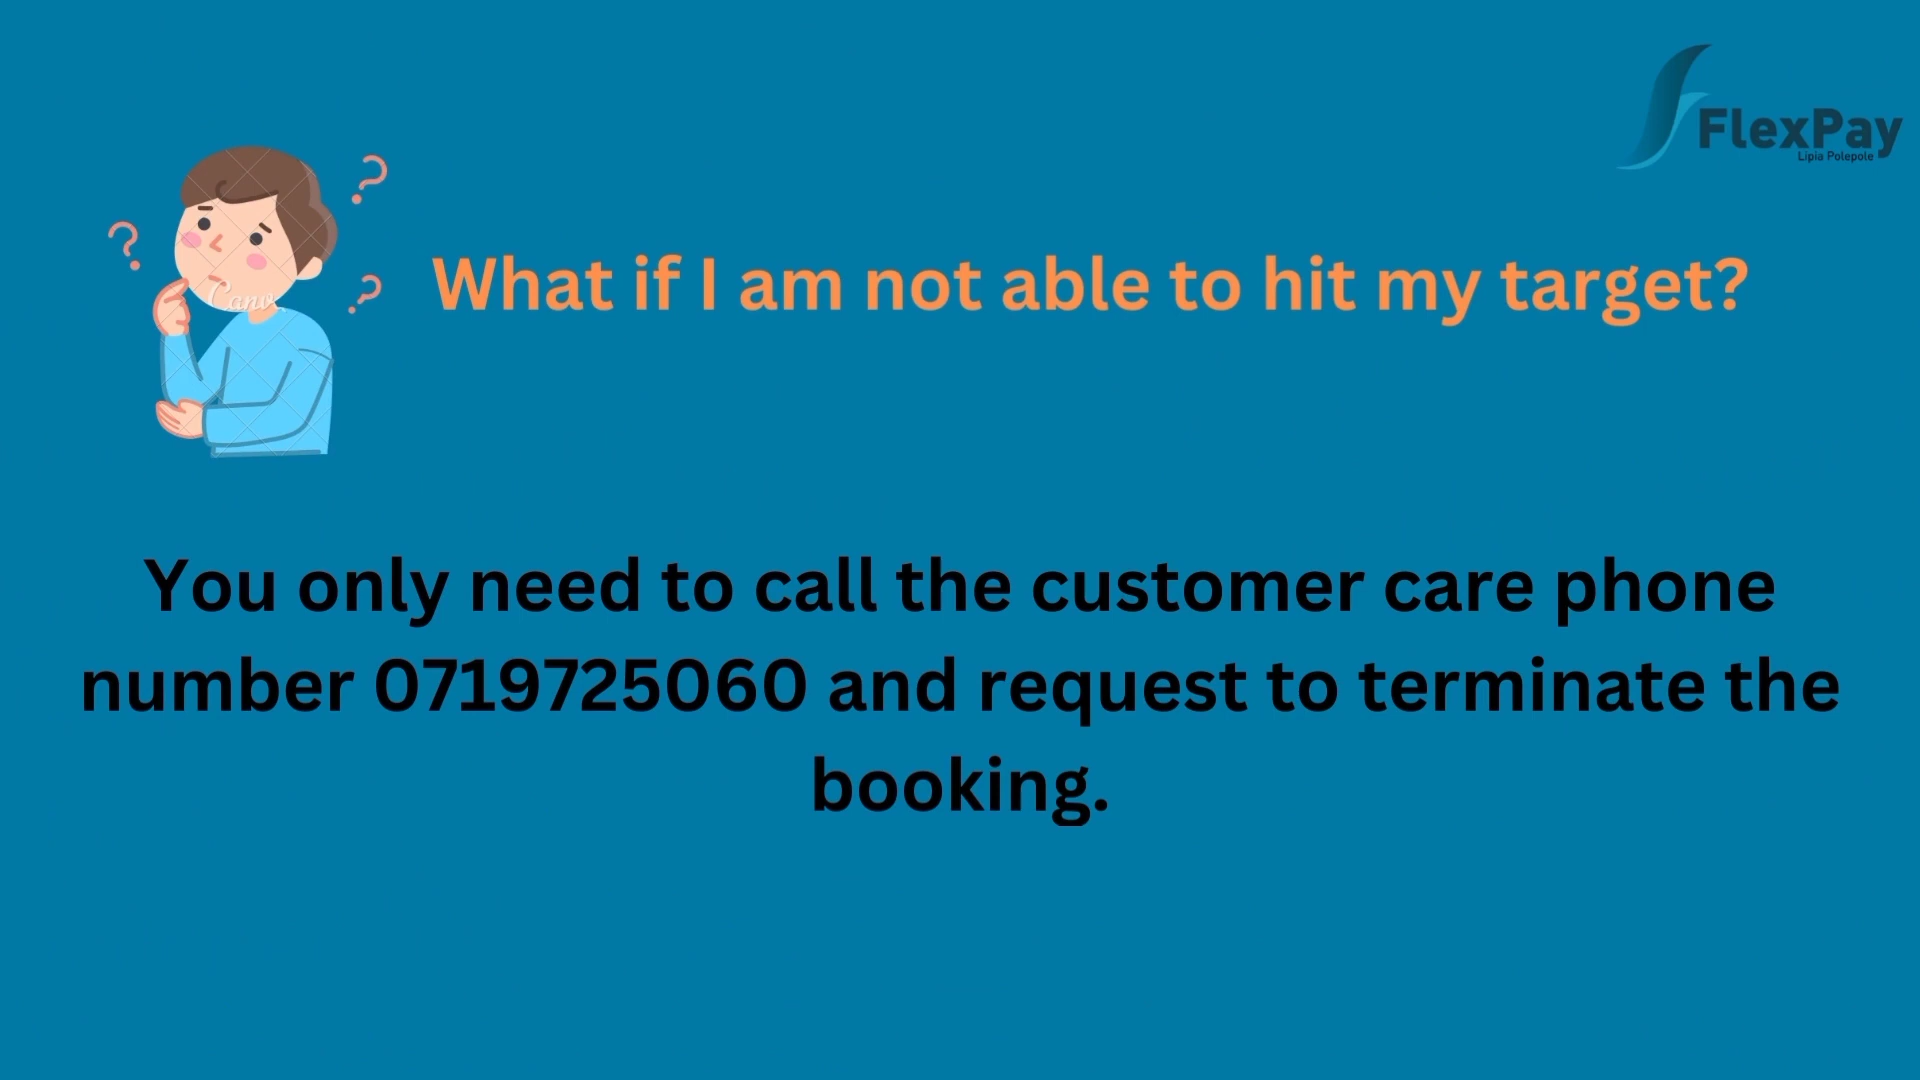 FlexPay
Lipia Polepole
?
?
?
Canv
What if I am not able to hit my target?
You only need to call the customer care phone
number 0719725060 and request to terminate the
booking.